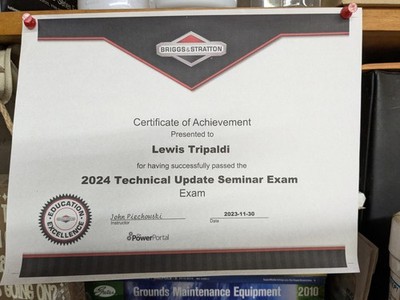 BRIGGS & STRATTON
Certificate of Achievement
Presented to
Lewis Tripaldi
for having successfully passed the
2024 Technical Update Seminar Exam
Exam
EDUCATION
EXCELLENCE
John Piechowski
Instructor
2023-11-30
Date
PowerPortal
Grounds Maintenance Equipment 2010